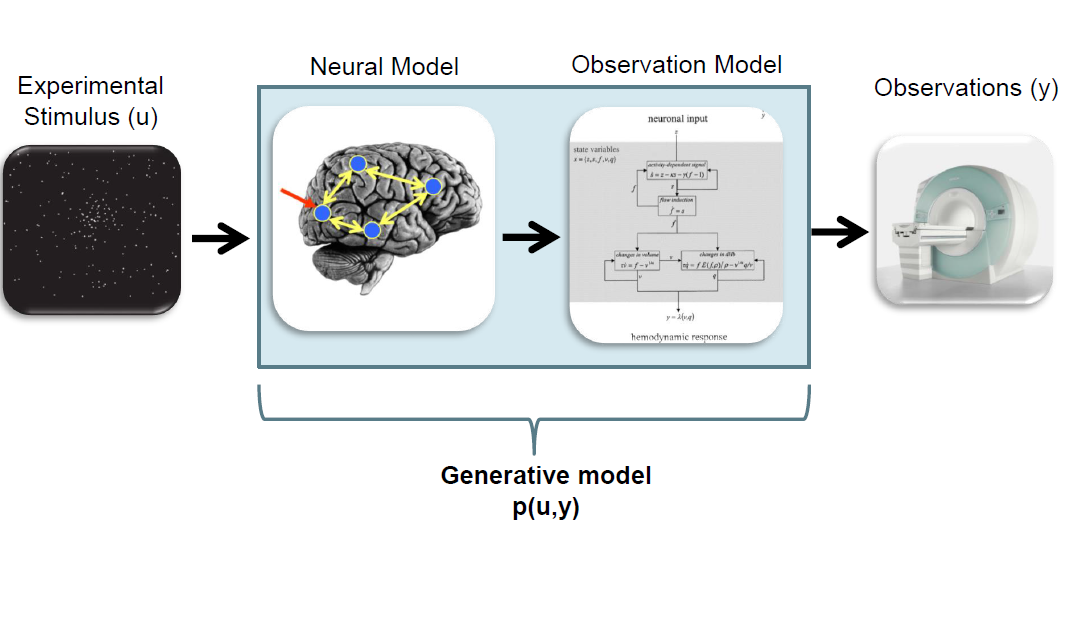 Experimental
Stimulus (u)
Neural Model
Observation Model
Observations (y)
neuronal input
y
z
state variables
activity-dependent signal
f
s
flow induction
f
changes in volume
v
changes in dHb
v
q
y = λ(v,q)
hemodynamic response
Generative model
p(u,y)